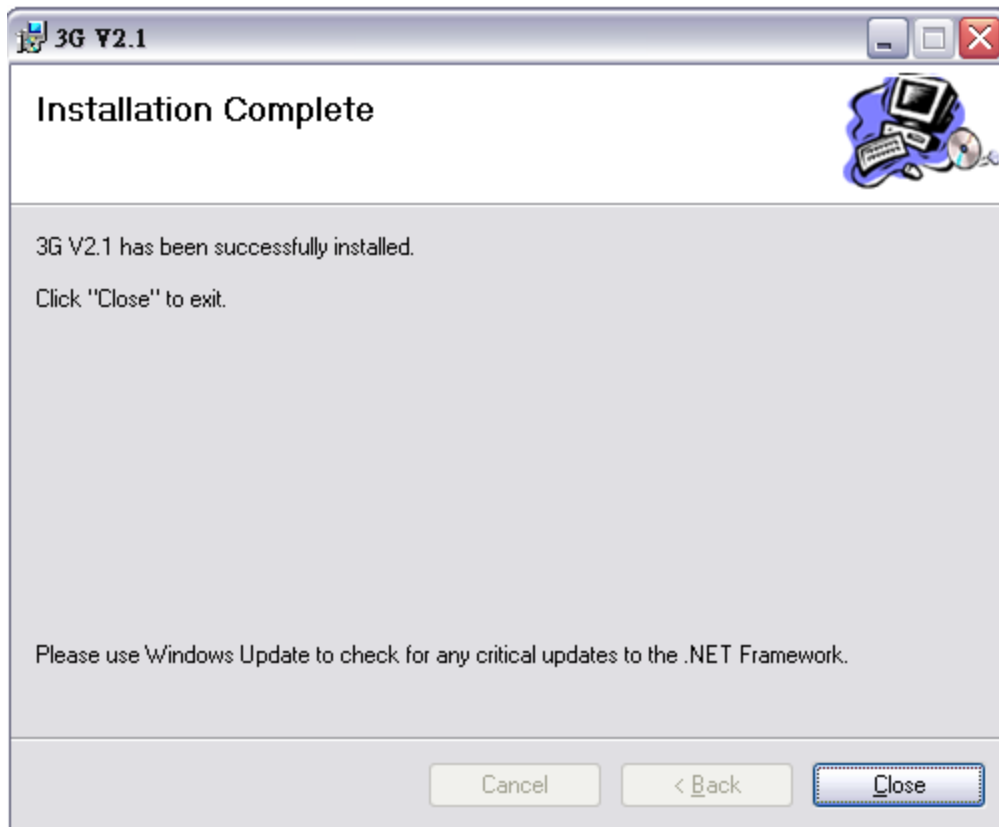 3G V2.1
Installation Complete
3G V2.1 has been successfully installed.
Click "Close" to exit.
Please use Windows Update to check for any critical updates to the .NET Framework.
Cancel
< Back
Close